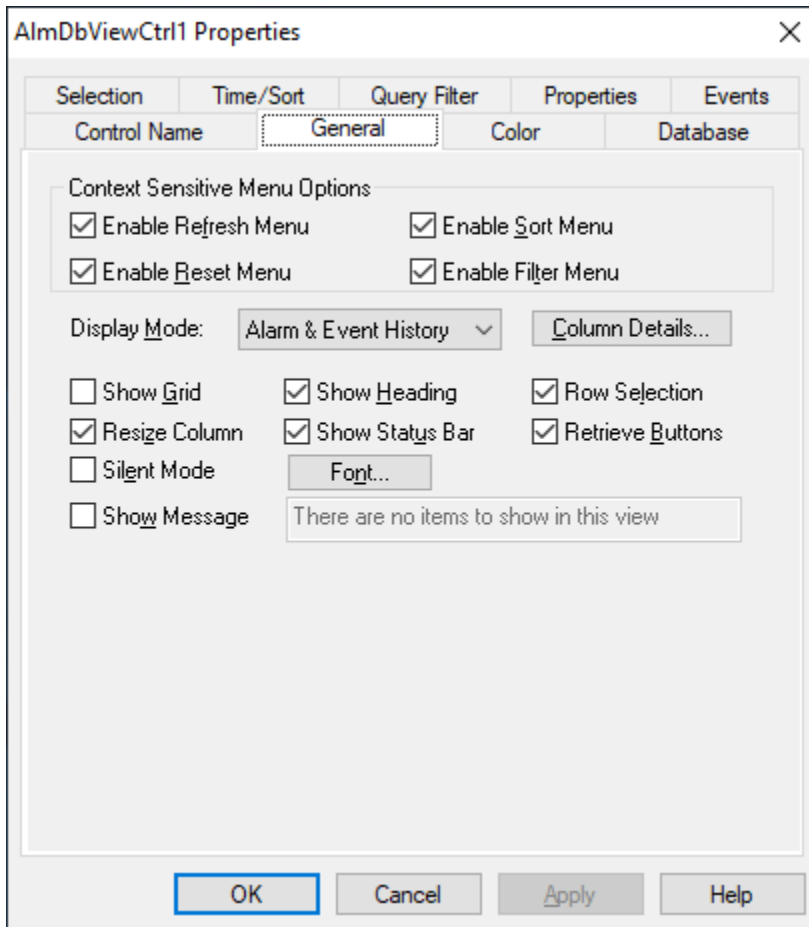 AlmDbViewCtrl1 Properties
Selection Time/Sort Query Filter Properties Events
Control Name General Color Database
Context Sensitive Menu Options
Enable Refresh Menu Enable Sort Menu
Enable Reset Menu Enable Filter Menu
Display Mode: Alarm & Event History Column Details...
Show Grid Show Heading Row Selection
Resize Column Show Status Bar Retrieve Buttons
Silent Mode Font...
Show Message There are no items to show in this view
OK Cancel Apply Help